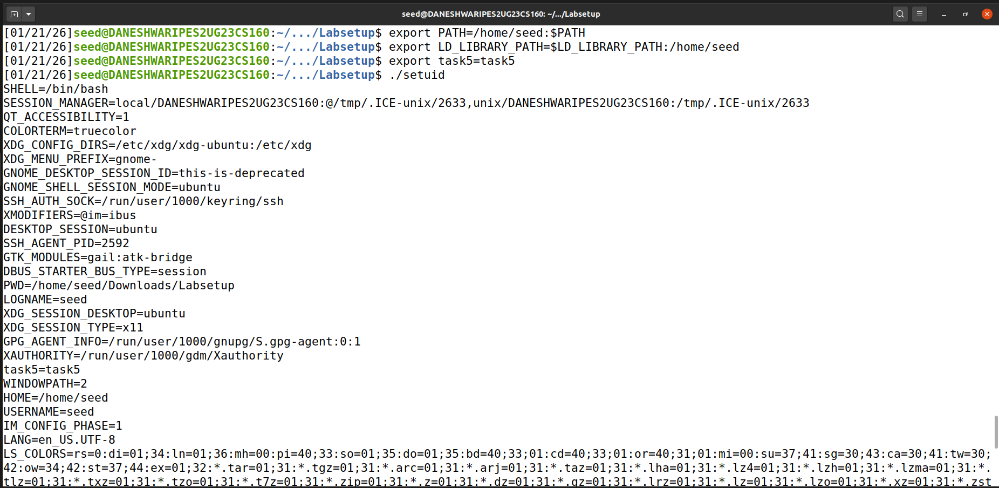 seed@DANESHWARIPES2UG23CS160: ~/.../Labsetup
[01/21/26]seed@DANESHWARIPES2UG23CS160:~/.../Labsetup$ export PATH=/home/seed:$PATH
[01/21/26]seed@DANESHWARIPES2UG23CS160:~/.../Labsetup$ export LD_LIBRARY_PATH=$LD_LIBRARY_PATH:/home/seed
[01/21/26]seed@DANESHWARIPES2UG23CS160:~/.../Labsetup$ export task5=task5
[01/21/26]seed@DANESHWARIPES2UG23CS160:~/.../Labsetup$ ./setuid
SHELL=/bin/bash
SESSION_MANAGER=local/DANESHWARIPES2UG23CS160:@/tmp/.ICE-unix/2633,unix/DANESHWARIPES2UG23CS160:/tmp/.ICE-unix/2633
QT_ACCESSIBILITY=1
COLORTERM=truecolor
XDG_CONFIG_DIRS=/etc/xdg/xdg-ubuntu:/etc/xdg
XDG_MENU_PREFIX=gnome-
GNOME_DESKTOP_SESSION_ID=this-is-deprecated
GNOME_SHELL_SESSION_MODE=ubuntu
SSH_AUTH_SOCK=/run/user/1000/keyring/ssh
XMODIFIERS=@im=ibus
DESKTOP_SESSION=ubuntu
SSH_AGENT_PID=2592
GTK_MODULES=gail:atk-bridge
DBUS_STARTER_BUS_TYPE=session
PWD=/home/seed/Downloads/Labsetup
LOGNAME=seed
XDG_SESSION_DESKTOP=ubuntu
XDG_SESSION_TYPE=x11
GPG_AGENT_INFO=/run/user/1000/gnupg/S.gpg-agent:0:1
XAUTHORITY=/run/user/1000/gdm/Xauthority
task5=task5
WINDOWPATH=2
HOME=/home/seed
USERNAME=seed
IM_CONFIG_PHASE=1
LANG=en_US.UTF-8
LS_COLORS=rs=0:di=01;34:ln=01;36:mh=00:pi=40;33:so=01;35:do=01;35:bd=40;33;01:cd=40;33;01:or=40;31;01:mi=00:su=37;41:sg=30;43:ca=30;41:tw=30;
42:ow=34;42:st=37;44:ex=01;32:*.tar=01;31:*.tgz=01;31:*.arc=01;31:*.arj=01;31:*.taz=01;31:*.lha=01;31:*.lz4=01;31:*.lzh=01;31:*.lzma=01;31:*.
tlz=01;31:*.txz=01;31:*.tzo=01;31:*.t7z=01;31:*.zip=01;31:*.z=01;31:*.dz=01;31:*.gz=01;31:*.lrz=01;31:*.lz=01;31:*.lzo=01;31:*.xz=01;31:*.zst